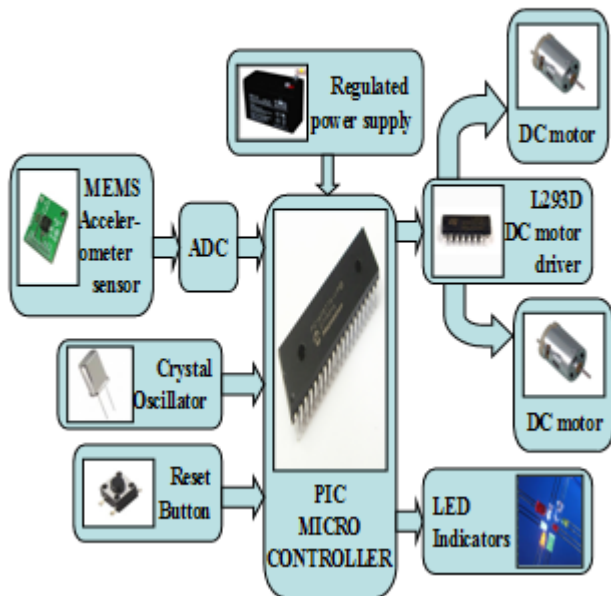 Regulated
power supply
DC motor
MEMS
Acceler-
ometer
sensor
ADC
L293D
DC motor
driver
Crystal
Oscillator
DC motor
Reset
Button
PIC
MICRO
CONTROLLER
LED
Indicators